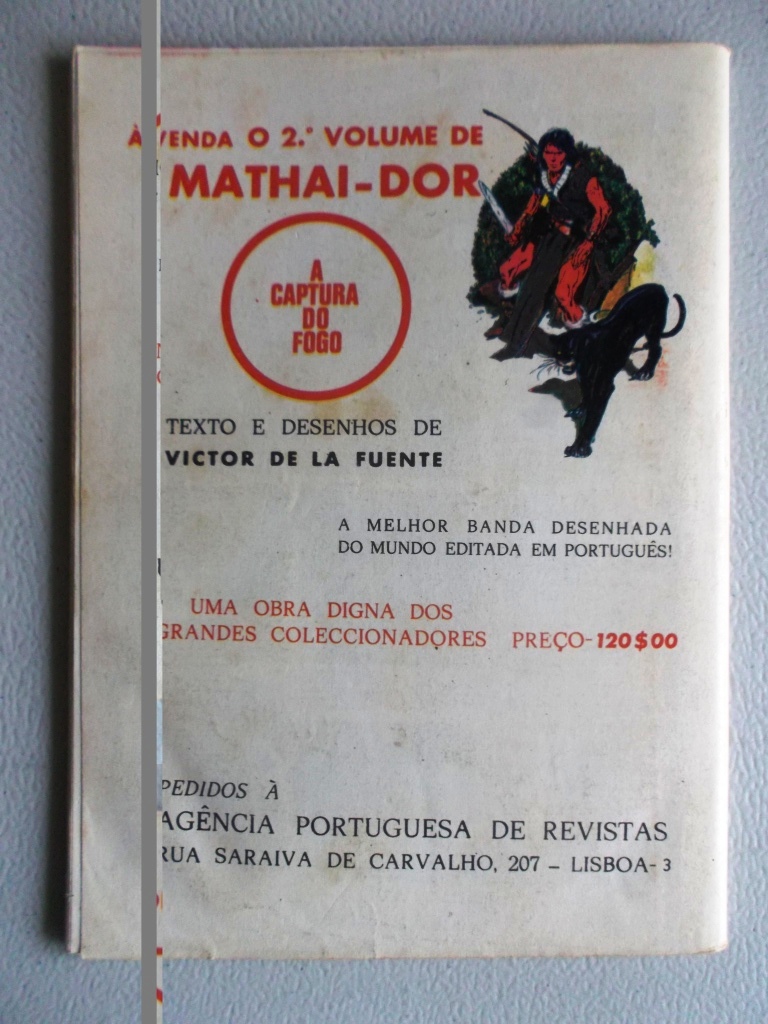 À VENDA O 2.º VOLUME DE
MATHAI-DOR
A
CAPTURA
DO
FOGO
TEXTO E DESENHOS DE
VICTOR DE LA FUENTE
A MELHOR BANDA DESENHADA
DO MUNDO EDITADA EM PORTUGUÊS!
UMA OBRA DIGNA DOS
GRANDES COLECCIONADORES PREÇO-120$00
PEDIDOS À
AGÊNCIA PORTUGUESA DE REVISTAS
RUA SARAIVA DE CARVALHO, 207 – LISBOA-3